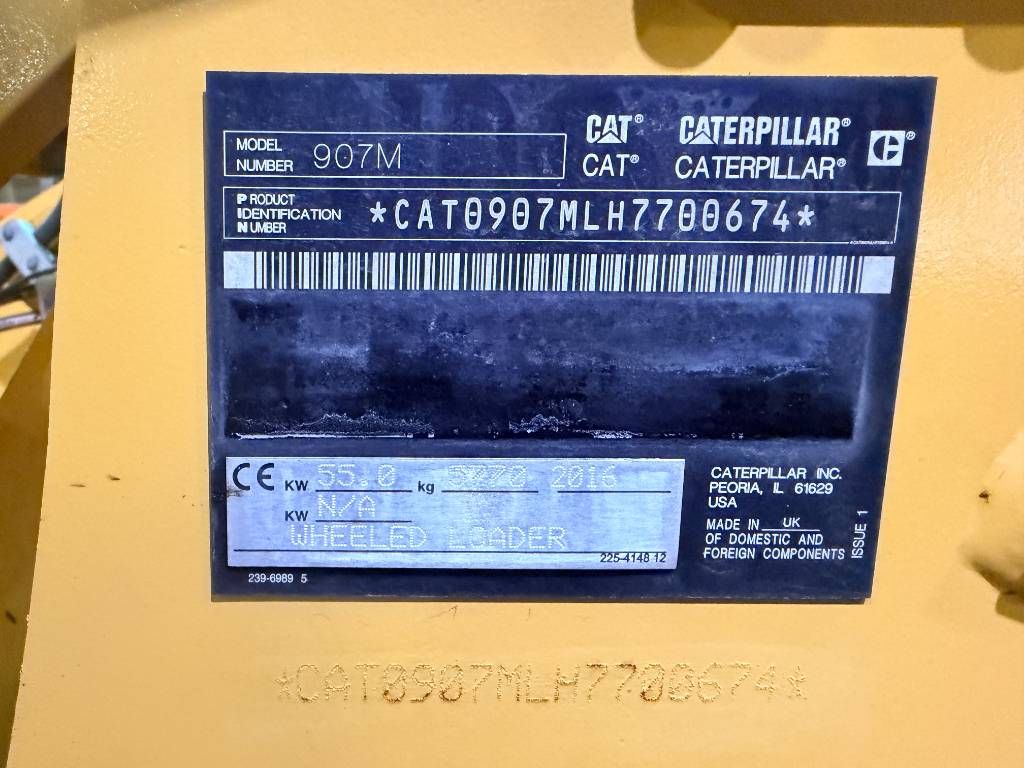 MODEL
NUMBER 907M
CAT® CATERPILLAR®
CAT® CATERPILLAR®
PRODUCT
IDENTIFICATION
NUMBER *CAT0907MLH7700674*
CE KW 55.0 kg 5070 2016
KW N/A
WHEELED LOADER
225-4148 12
239-6989 5
CATERPILLAR INC.
PEORIA, IL 61629
USA
MADE IN UK
OF DOMESTIC AND
FOREIGN COMPONENTS
ISSUE 1
*CAT0907MLH7700674*